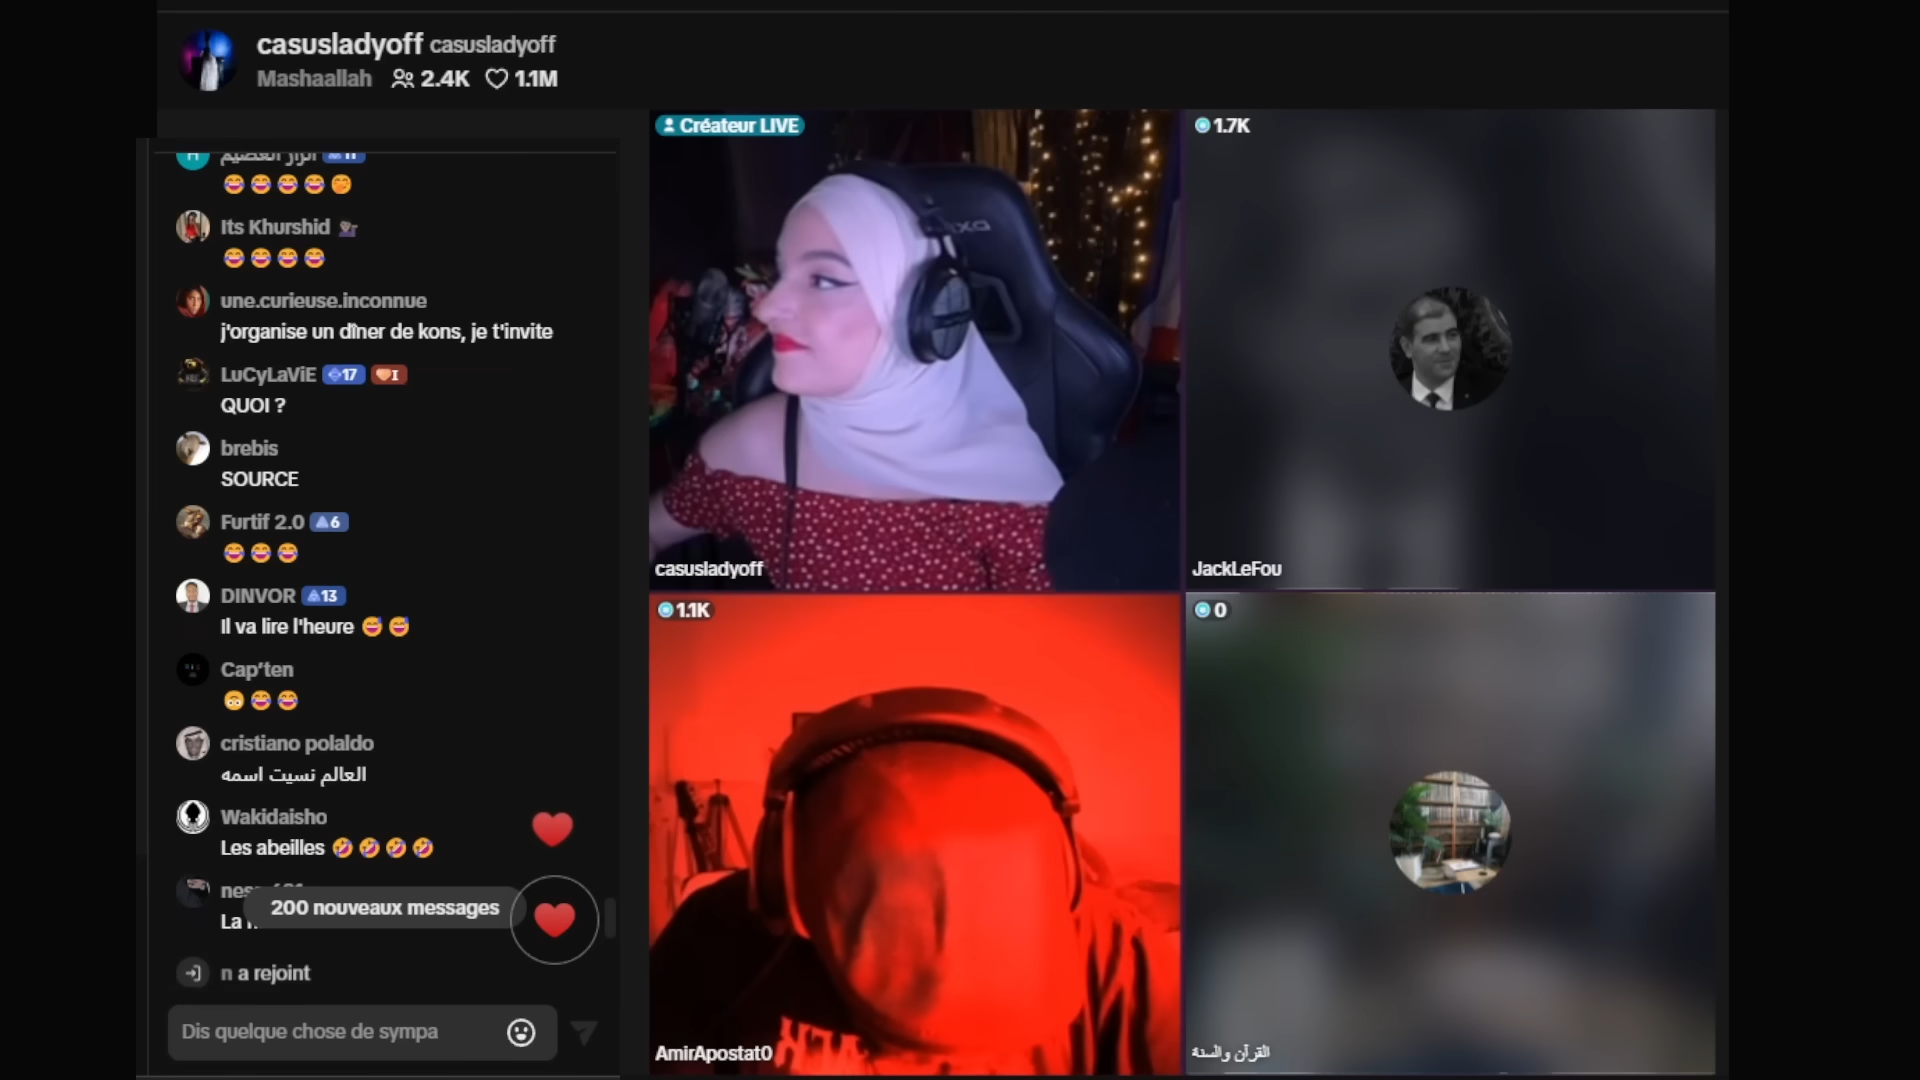 casusladyoff casusladyoff
Mashaallah 2.4K 1.1M
11
Its Khurshid
une.curieuse.inconnue
j'organise un dîner de kons, je t'invite
LuCyLaViE 17 I
QUOI ?
brebis
SOURCE
Furtif 2.0 6
DINVOR 13
Il va lire l'heure
Cap'ten
cristiano polaldo
العالم نسيت اسمه
Wakidaisho
Les abeilles
La
200 nouveaux messages
n a rejoint
Dis quelque chose de sympa
Créateur LIVE
casusladyoff
1.7K
JackLeFou
1.1K
AmirApostat0
0
القرآن والسنة